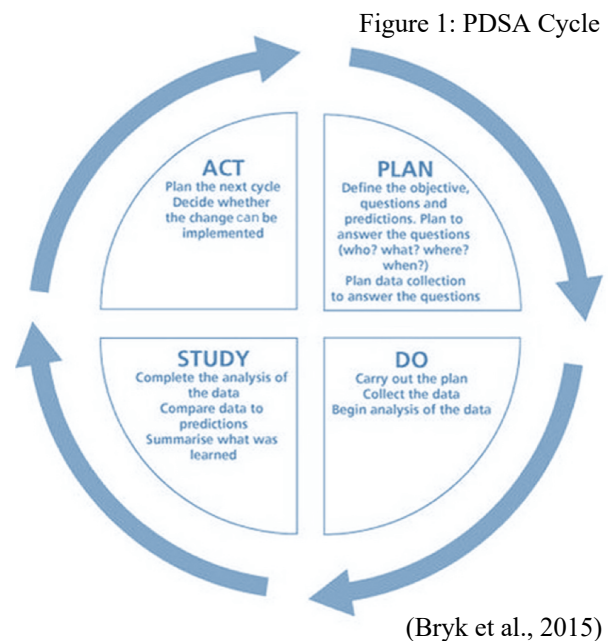 Figure 1: PDSA Cycle
ACT
Plan the next cycle
Decide whether
the change can be
implemented
PLAN
Define the objective,
questions and
predictions. Plan to
answer the questions
(who? what? where?
when?)
Plan data collection
to answer the questions
STUDY
Complete the analysis of
the data
Compare data to
predictions
Summarise what was
learned
DO
Carry out the plan
Collect the data
Begin analysis of the data
(Bryk et al., 2015)